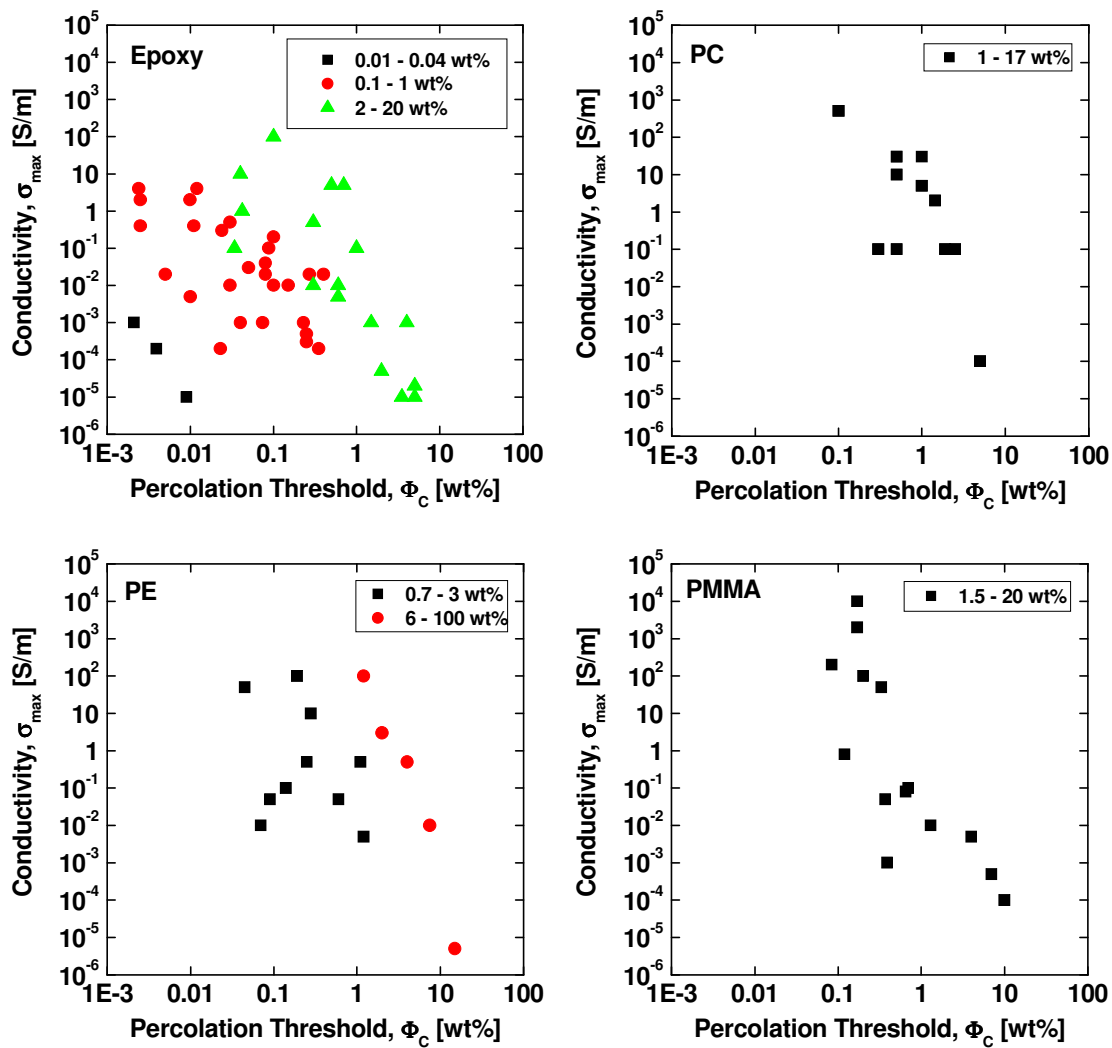 Epoxy
0.01 - 0.04 wt%
0.1 - 1 wt%
2 - 20 wt%
10^5
10^4
10^3
10^2
10
1
10^-1
10^-2
10^-3
10^-4
10^-5
10^-6
Conductivity, σ_max [S/m]
1E-3 0.01 0.1 1 10 100
Percolation Threshold, Φ_C [wt%]
PC
1 - 17 wt%
10^5
10^4
10^3
10^2
10
1
10^-1
10^-2
10^-3
10^-4
10^-5
10^-6
Conductivity, σ_max [S/m]
1E-3 0.01 0.1 1 10 100
Percolation Threshold, Φ_C [wt%]
PE
0.7 - 3 wt%
6 - 100 wt%
10^5
10^4
10^3
10^2
10
1
10^-1
10^-2
10^-3
10^-4
10^-5
10^-6
Conductivity, σ_max [S/m]
1E-3 0.01 0.1 1 10 100
Percolation Threshold, Φ_C [wt%]
PMMA
1.5 - 20 wt%
10^5
10^4
10^3
10^2
10
1
10^-1
10^-2
10^-3
10^-4
10^-5
10^-6
Conductivity, σ_max [S/m]
1E-3 0.01 0.1 1 10 100
Percolation Threshold, Φ_C [wt%]